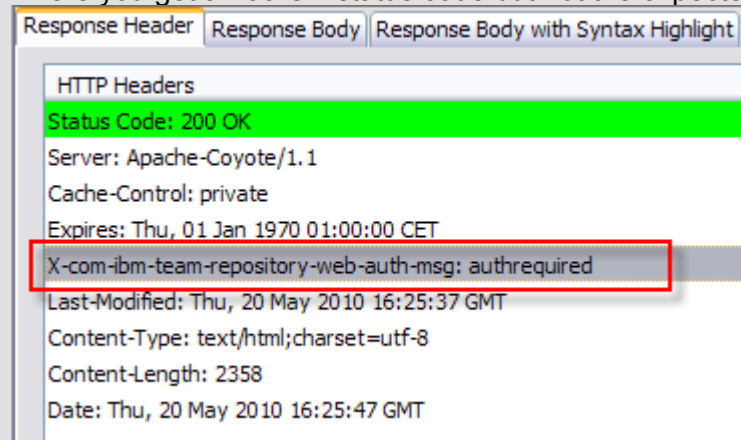 Response Header Response Body Response Body with Syntax Highlight
HTTP Headers
Status Code: 200 OK
Server: Apache-Coyote/1.1
Cache-Control: private
Expires: Thu, 01 Jan 1970 01:00:00 CET
X-com-ibm-team-repository-web-auth-msg: authrequired
Last-Modified: Thu, 20 May 2010 16:25:37 GMT
Content-Type: text/html;charset=utf-8
Content-Length: 2358
Date: Thu, 20 May 2010 16:25:47 GMT